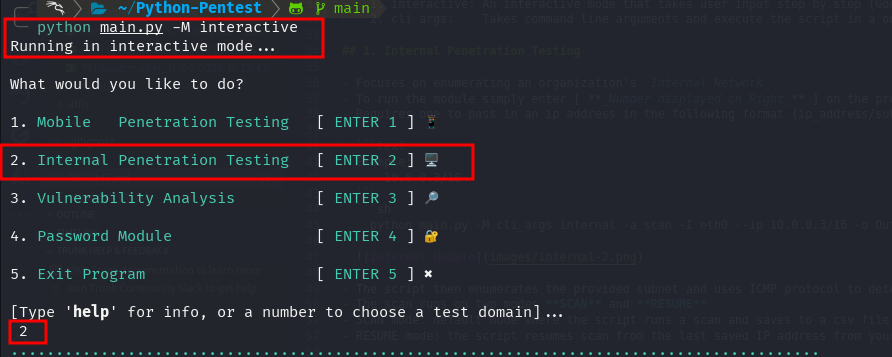 ~/Python-Pentest main
python main.py -M interactive
Running in interactive mode...
What would you like to do?
1. Mobile Penetration Testing [ ENTER 1 ]
2. Internal Penetration Testing [ ENTER 2 ]
3. Vulnerability Analysis [ ENTER 3 ]
4. Password Module [ ENTER 4 ]
5. Exit Program [ ENTER 5 ]
[Type 'help' for info, or a number to choose a test domain]...
2